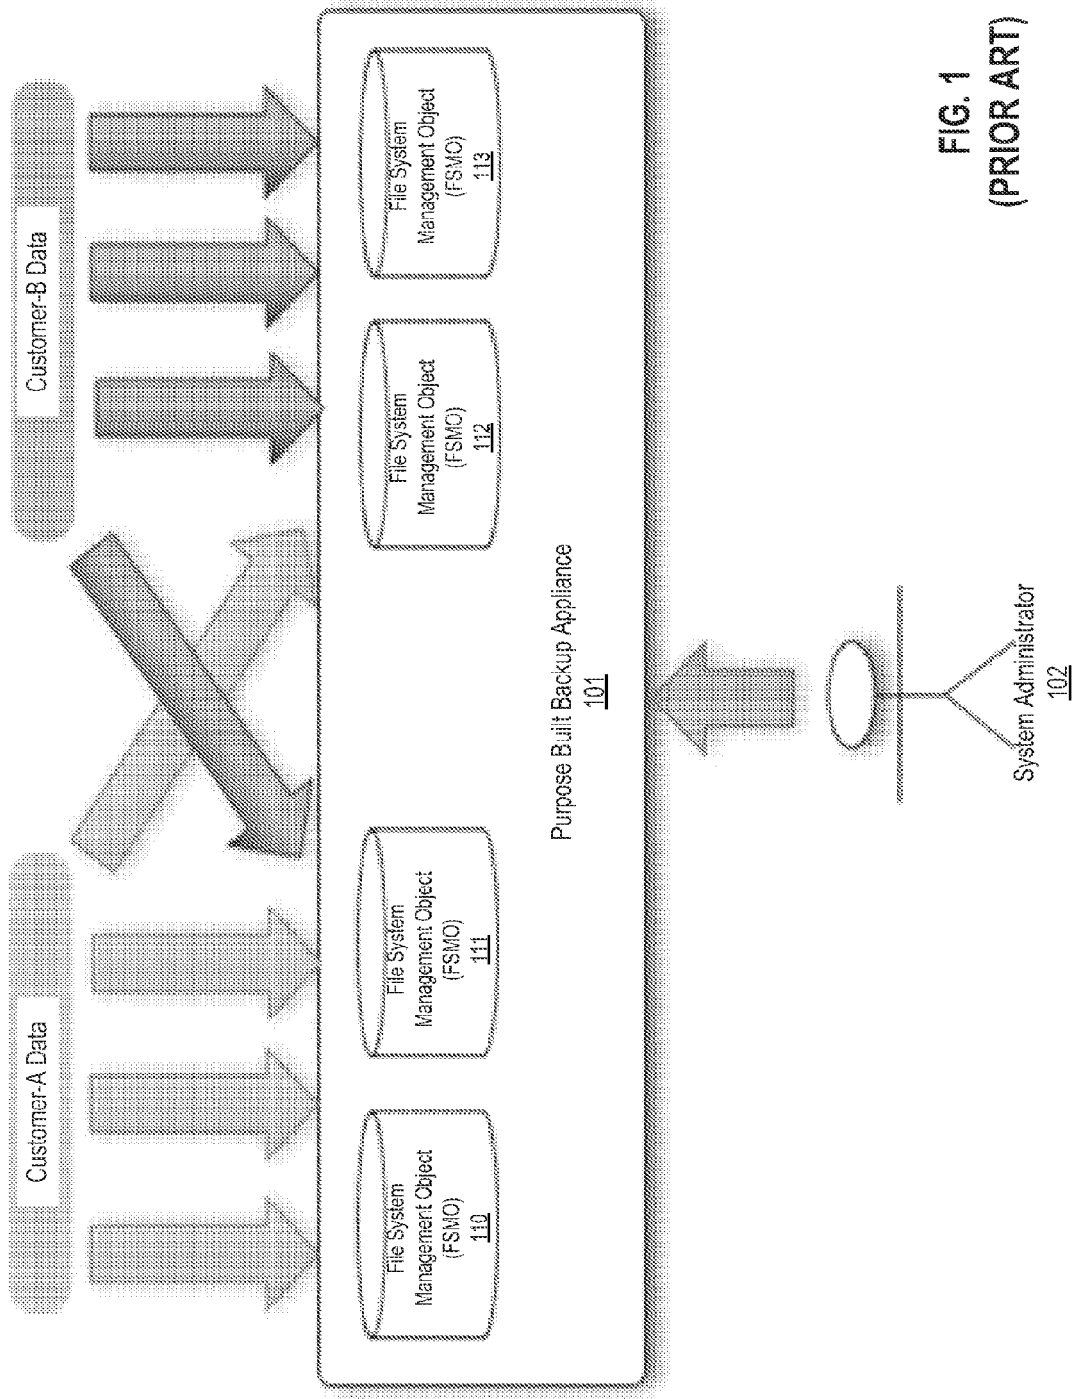 Customer-A Data
Customer-B Data
File System
Management Object
(FSMO)
110
File System
Management Object
(FSMO)
111
File System
Management Object
(FSMO)
112
File System
Management Object
(FSMO)
113
Purpose Built Backup Appliance
101
System Administrator
102
FIG. 1
(PRIOR ART)